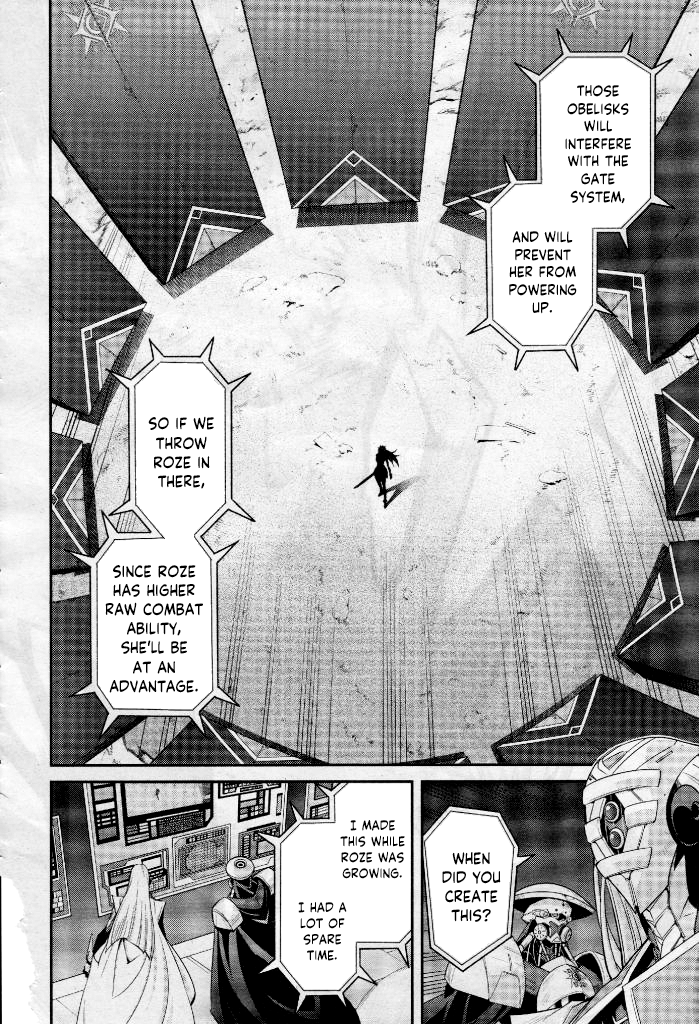 THOSE
OBELISKS
WILL
INTERFERE
WITH THE
GATE
SYSTEM,
AND WILL
PREVENT
HER FROM
POWERING
UP.
SO IF WE
THROW
ROZE IN
THERE,
SINCE ROZE
HAS HIGHER
RAW COMBAT
ABILITY,
SHE'LL BE
AT AN
ADVANTAGE.
WHEN
DID YOU
CREATE
THIS?
I MADE
THIS WHILE
ROZE WAS
GROWING.
I HAD A
LOT OF
SPARE
TIME.